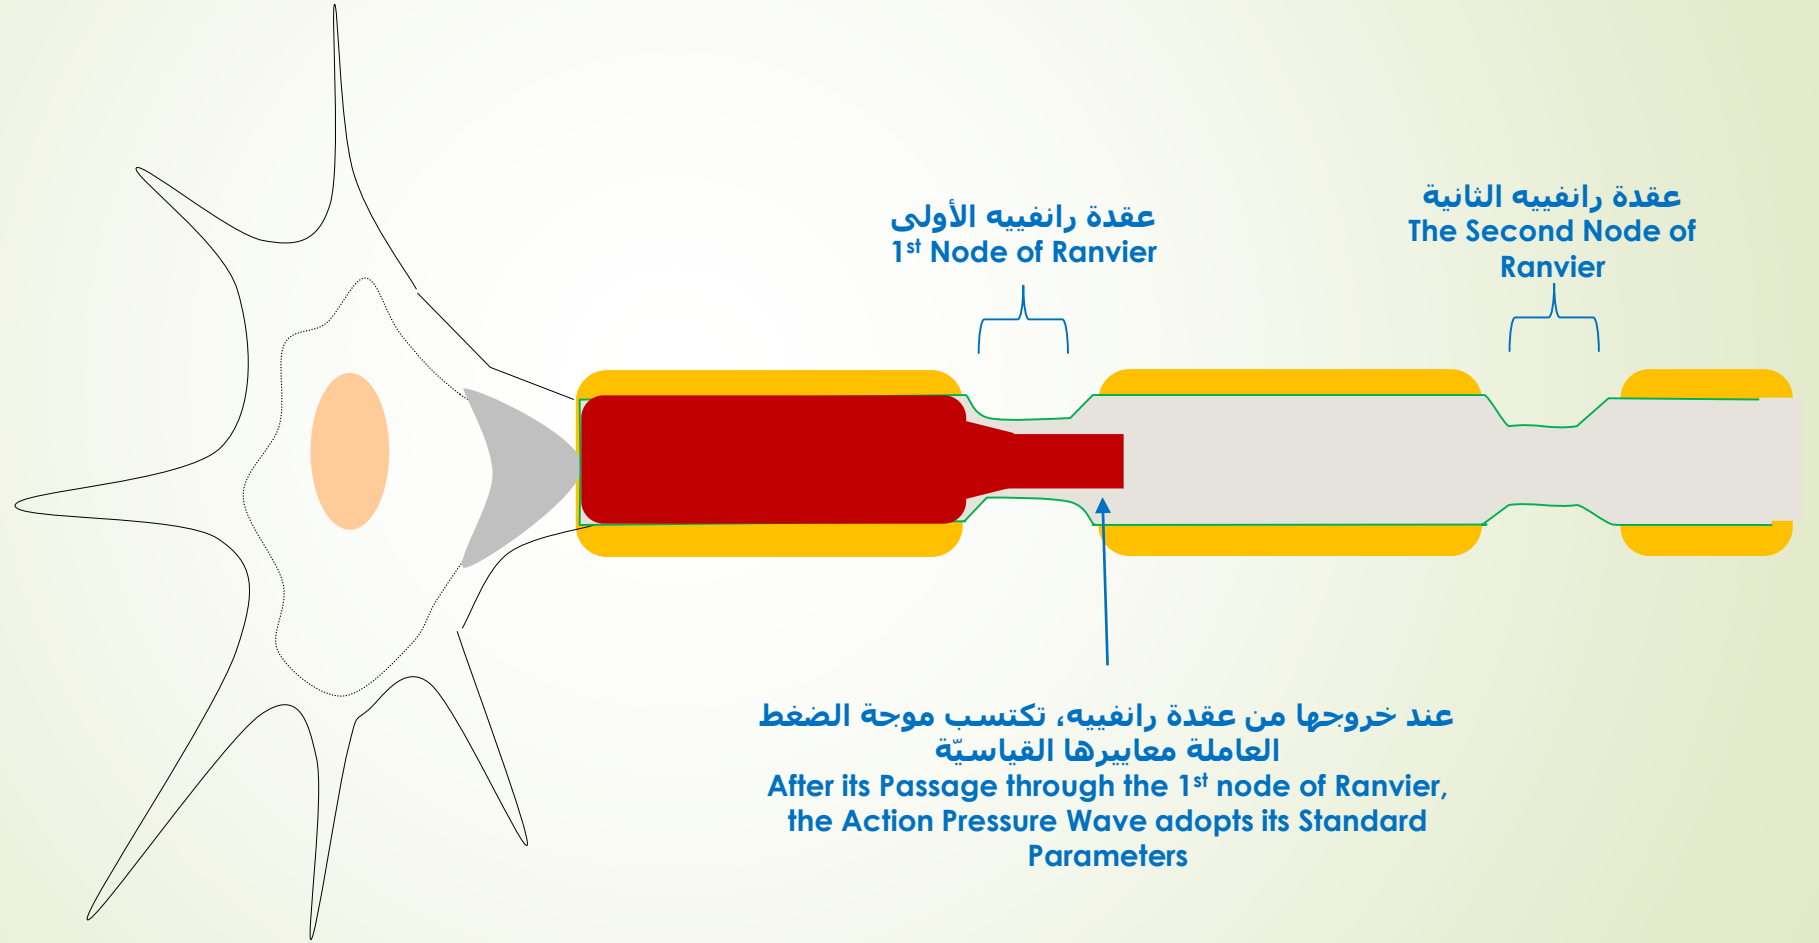 عقدة رانفييه الأولى
1st Node of Ranvier
عقدة رانفييه الثانية
The Second Node of
Ranvier
عند خروجها من عقدة رانفييه، تكتسب موجة الضغط
العاملة معاييرها القياسيّة
After its Passage through the 1st node of Ranvier,
the Action Pressure Wave adopts its Standard
Parameters